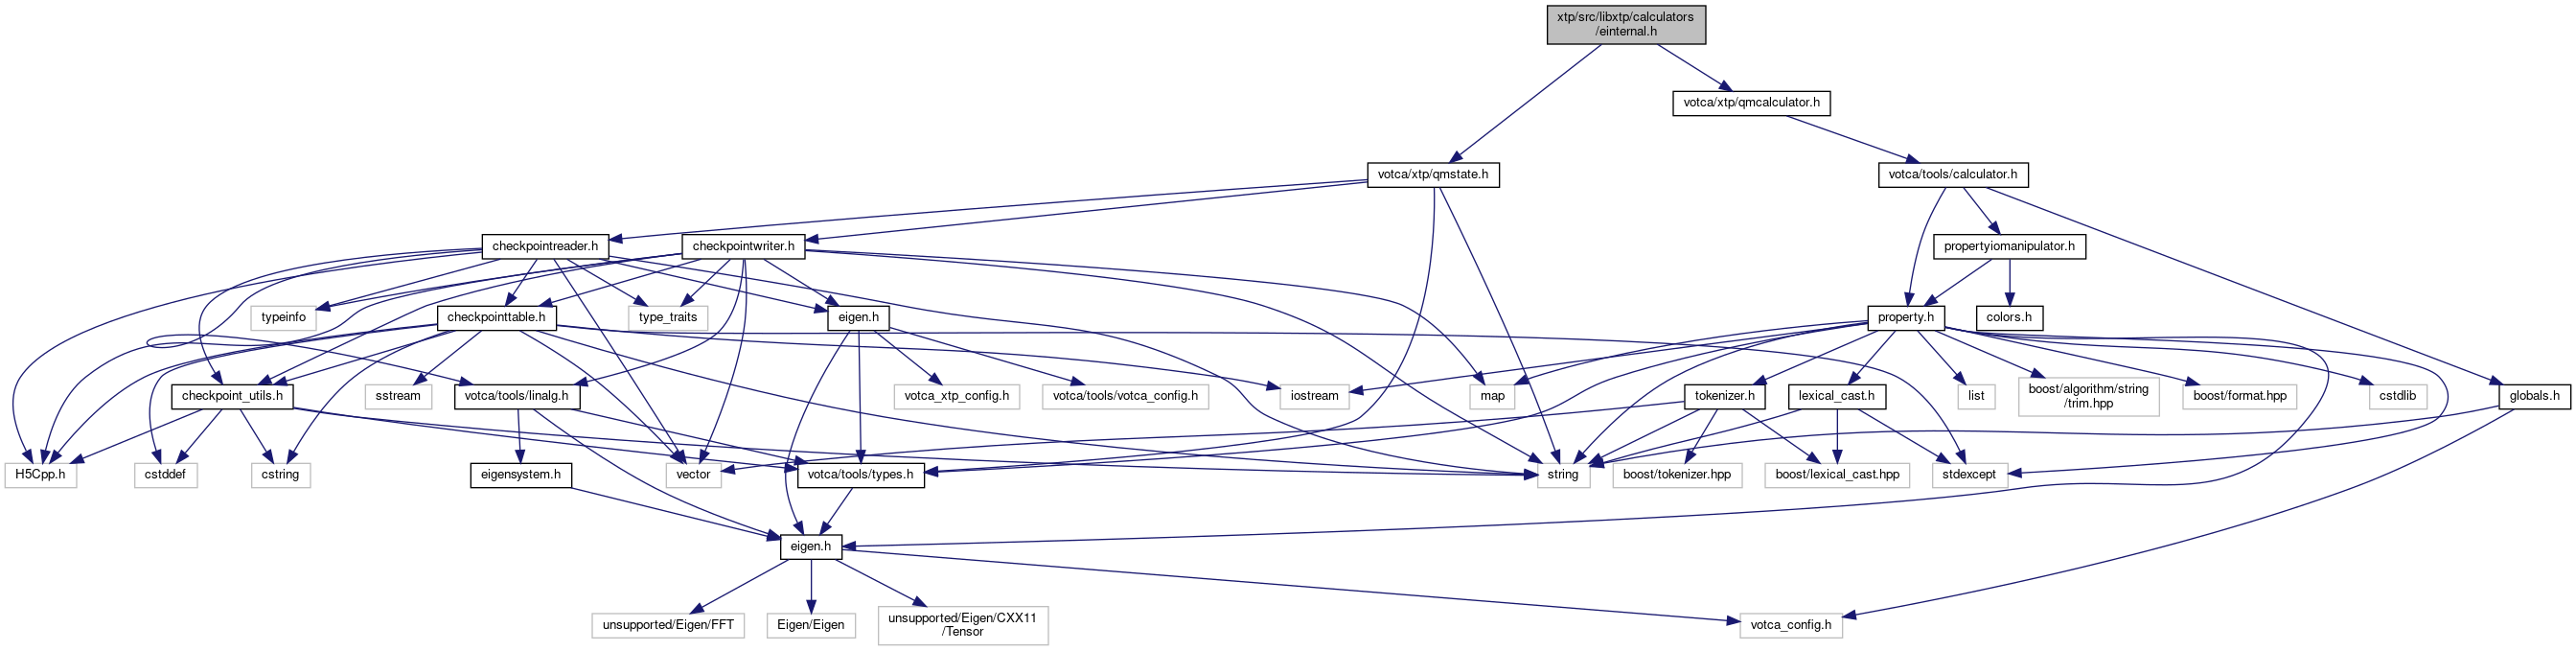 xtp/src/libxtp/calculators
/einternal.h
votca/xtp/qmcalculator.h
votca/xtp/qmstate.h
votca/tools/calculator.h
checkpointreader.h
checkpointwriter.h
propertyiomanipulator.h
typeinfo
checkpointtable.h
type_traits
eigen.h
property.h
colors.h
checkpoint_utils.h
sstream
votca/tools/linalg.h
votca_xtp_config.h
votca/tools/votca_config.h
iostream
map
tokenizer.h
lexical_cast.h
list
boost/algorithm/string
/trim.hpp
boost/format.hpp
cstdlib
globals.h
H5Cpp.h
cstddef
cstring
eigensystem.h
vector
votca/tools/types.h
string
boost/tokenizer.hpp
boost/lexical_cast.hpp
stdexcept
eigen.h
unsupported/Eigen/FFT
Eigen/Eigen
unsupported/Eigen/CXX11
/Tensor
votca_config.h